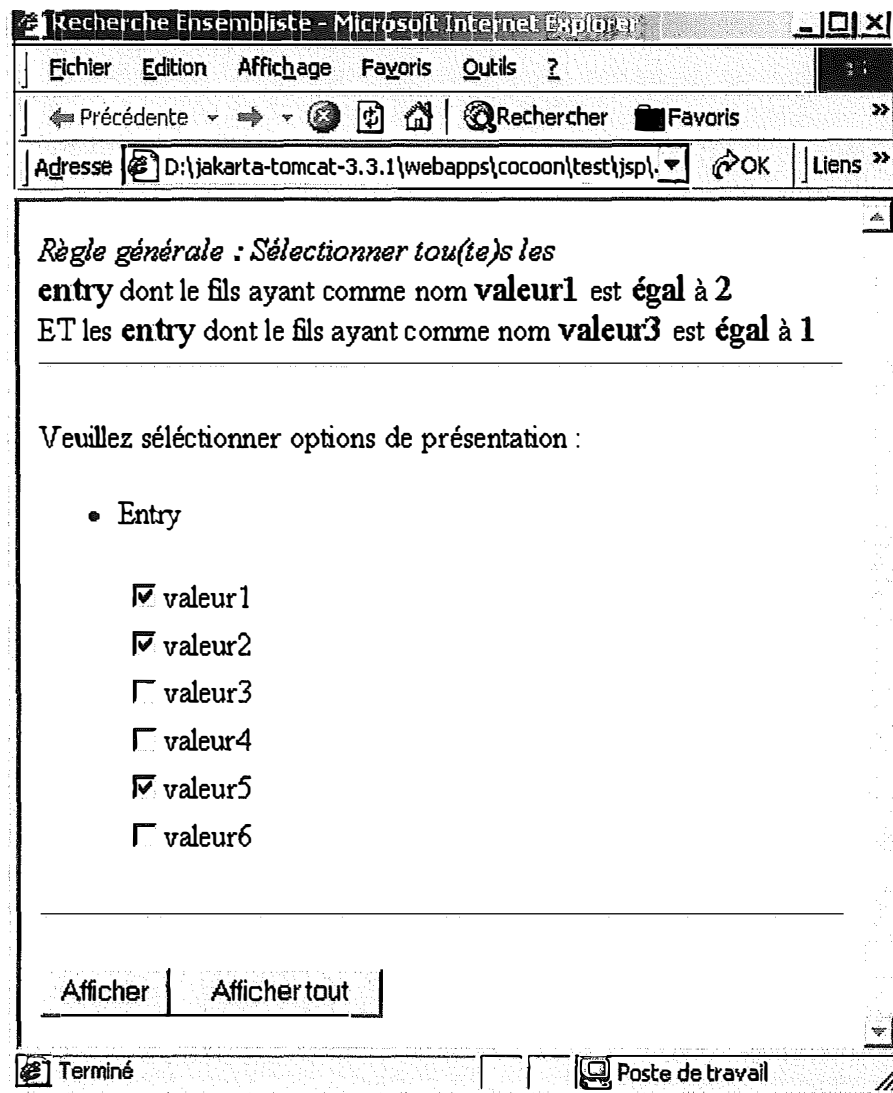 Recherche Ensembliste - Microsoft Internet Explorer
Fichier Edition Affichage Favoris Outils ?
Précédente Rechercher Favoris »
Adresse D:\jakarta-tomcat-3.3.1\webapps\cocoon\test\jsp\. OK Liens »
Règle générale : Sélectionner tou(te)s les
entry dont le fils ayant comme nom valeur1 est égal à 2
ET les entry dont le fils ayant comme nom valeur3 est égal à 1
Veuillez séléctionner options de présentation :
• Entry
valeur1
valeur2
valeur3
valeur4
valeur5
valeur6
Afficher Afficher tout
Terminé Poste de travail